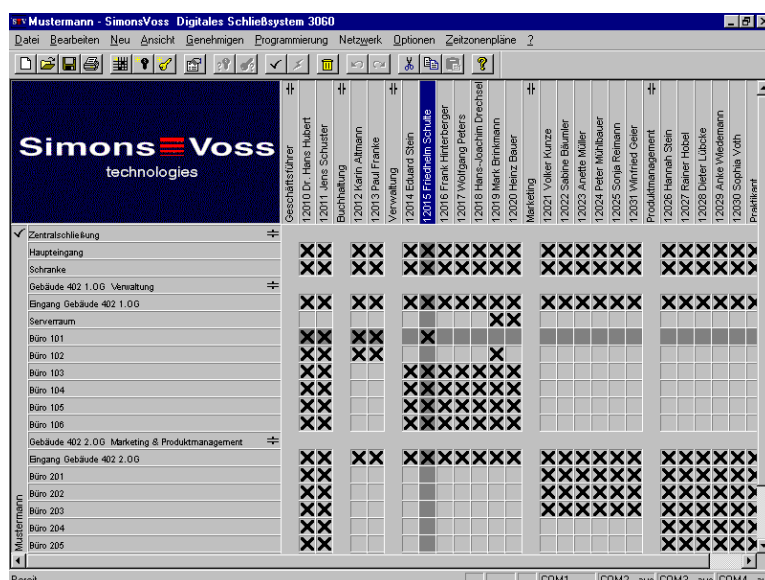 Mustermann - SimonsVoss Digitales Schließsystem 3060
Datei Bearbeiten Neu Ansicht Genehmigen Programmierung Netzwerk Optionen Zeitzonenpläne ?
Simons Voss
technologies
Geschäftsführer
12010 Dr. Hans Hubert
12011 Jens Schuster
Buchhaltung
12012 Karin Altmann
12013 Paul Franke
Verwaltung
12014 Eduard Stein
12015 Friedhelm Schulte
12016 Frank Hinterberger
12017 Wolfgang Peters
12018 Hans-Joachim Drechsel
12019 Mark Brinkmann
12020 Heinz Bauer
Marketing
12021 Volker Kunze
12022 Sabine Bäumler
12023 Anette Müller
12024 Peter Mühlbauer
12025 Sonja Reimann
12031 Winfried Geier
Produktmanagement
12026 Hannah Stein
12027 Rainer Hobel
12028 Dieter Lübcke
12029 Anke Wiedemann
12030 Sophia Voth
Praktikant
Zentralschließung
Haupteingang
Schranke
Gebäude 402 1.OG Verwaltung
Eingang Gebäude 402 1.OG
Serverraum
Büro 101
Büro 102
Büro 103
Büro 104
Büro 105
Büro 106
Gebäude 402 2.OG Marketing & Produktmanagement
Eingang Gebäude 402 2.OG
Büro 201
Büro 202
Büro 203
Büro 204
Büro 205
Mustermann
Bereit
COM1 COM2 aus COM3 aus COM4